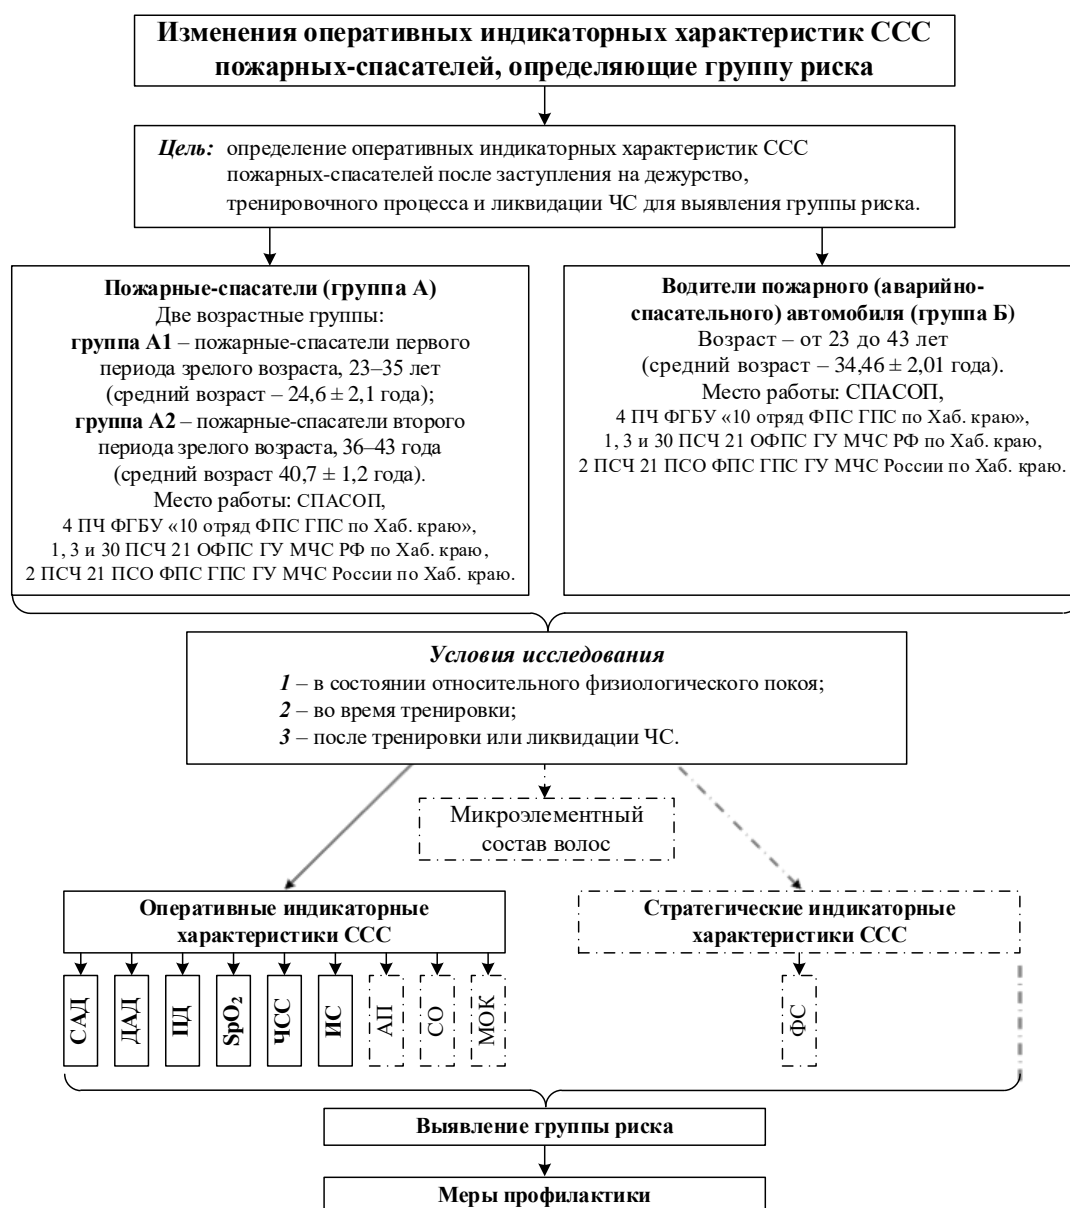 Изменения оперативных индикаторных характеристик ССС
пожарных-спасателей, определяющие группу риска
Цель: определение оперативных индикаторных характеристик ССС
пожарных-спасателей после заступления на дежурство,
тренировочного процесса и ликвидации ЧС для выявления группы риска.
Пожарные-спасатели (группа А)
Две возрастные группы:
группа А1 – пожарные-спасатели первого
периода зрелого возраста, 23–35 лет
(средний возраст – 24,6 ± 2,1 года);
группа А2 – пожарные-спасатели второго
периода зрелого возраста, 36–43 года
(средний возраст 40,7 ± 1,2 года).
Место работы: СПАСОП,
4 ПЧ ФГБУ «10 отряд ФПС ГПС по Хаб. краю»,
1, 3 и 30 ПСЧ 21 ОФПС ГУ МЧС РФ по Хаб. краю,
2 ПСЧ 21 ПСО ФПС ГПС ГУ МЧС России по Хаб. краю.
Водители пожарного (аварийно-
спасательного) автомобиля (группа Б)
Возраст – от 23 до 43 лет
(средний возраст – 34,46 ± 2,01 года).
Место работы: СПАСОП,
4 ПЧ ФГБУ «10 отряд ФПС ГПС по Хаб. краю»,
1, 3 и 30 ПСЧ 21 ОФПС ГУ МЧС РФ по Хаб. краю,
2 ПСЧ 21 ПСО ФПС ГПС ГУ МЧС России по Хаб. краю.
Условия исследования
1 – в состоянии относительного физиологического покоя;
2 – во время тренировки;
3 – после тренировки или ликвидации ЧС.
Микроэлементный
состав волос
Оперативные индикаторные
характеристики ССС
Стратегические индикаторные
характеристики ССС
САД
ДАД
ПД
SpO₂
ЧСС
ИС
АП
СО
МОК
ФС
Выявление группы риска
Меры профилактики